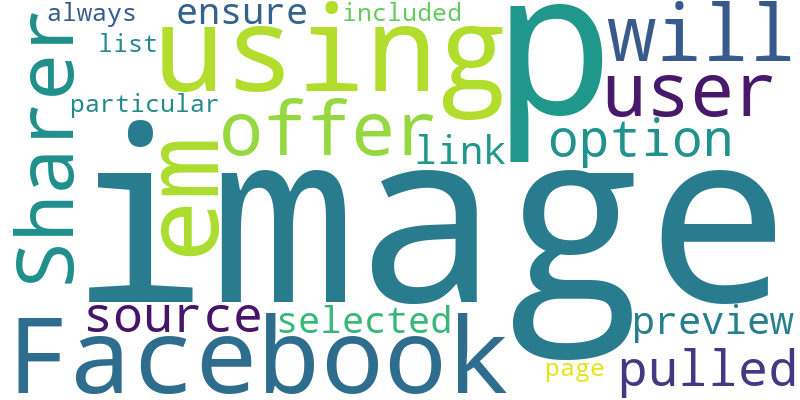 always
ensure
included
list
using
p
will
user
particular
Sharer
offer
em
link
option
image
source
selected
preview
Facebook
page
pulled